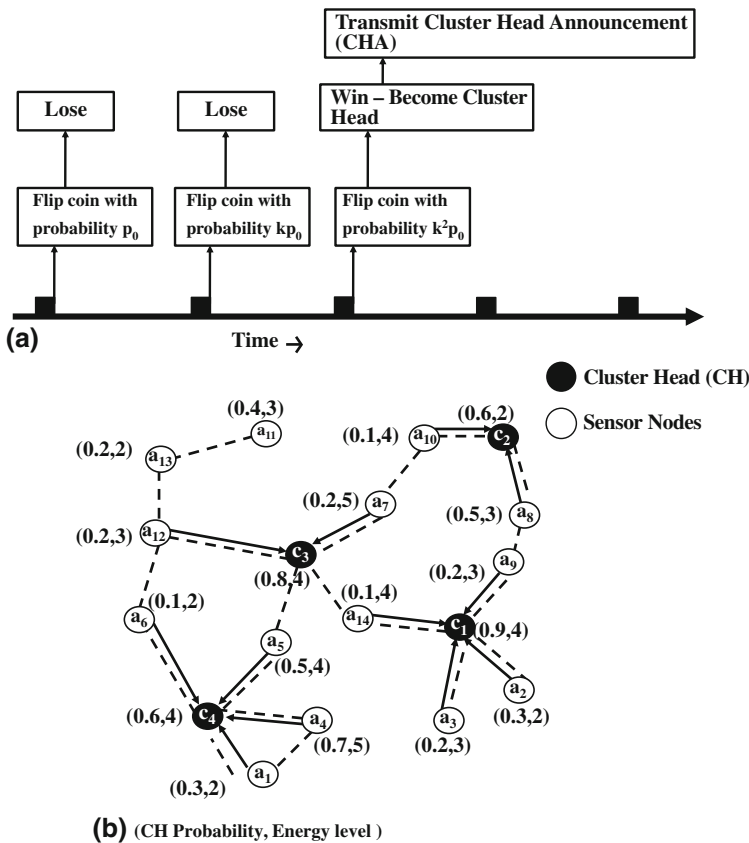 Transmit Cluster Head Announcement
(CHA)
Lose
Lose
Win – Become Cluster
Head
Flip coin with
probability p₀
Flip coin with
probability kp₀
Flip coin with
probability k²p₀
(a)
Time →
Cluster Head (CH)
Sensor Nodes
(0.4,3)
a₁₁
(0.6,2)
c₂
(0.1,4)
a₁₀
(0.2,2)
a₁₃
(0.2,5)
a₇
(0.5,3)
a₈
(0.2,3)
a₁₂
c₃
(0.8,4)
(0.2,3)
a₉
(0.1,2)
a₆
(0.1,4)
a₁₄
c₁
(0.9,4)
a₅
(0.5,4)
a₂
(0.3,2)
(0.6,4)
c₄
a₄
(0.7,5)
a₃
(0.2,3)
(0.3,2)
a₁
(b) (CH Probability, Energy level )